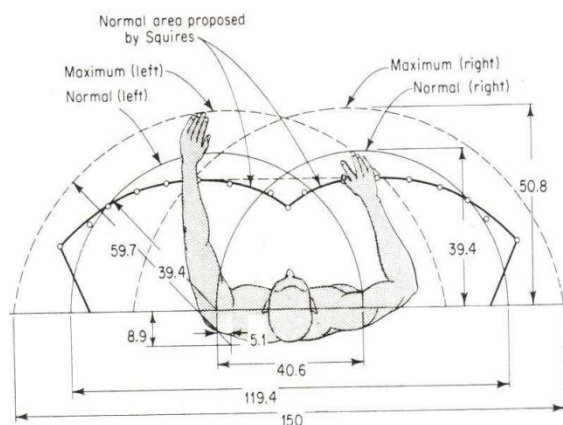 Normal area proposed
by Squires
Maximum (left)
Normal (left)
Maximum (right)
Normal (right)
50.8
59.7
39.4
39.4
8.9
5.1
40.6
119.4
150